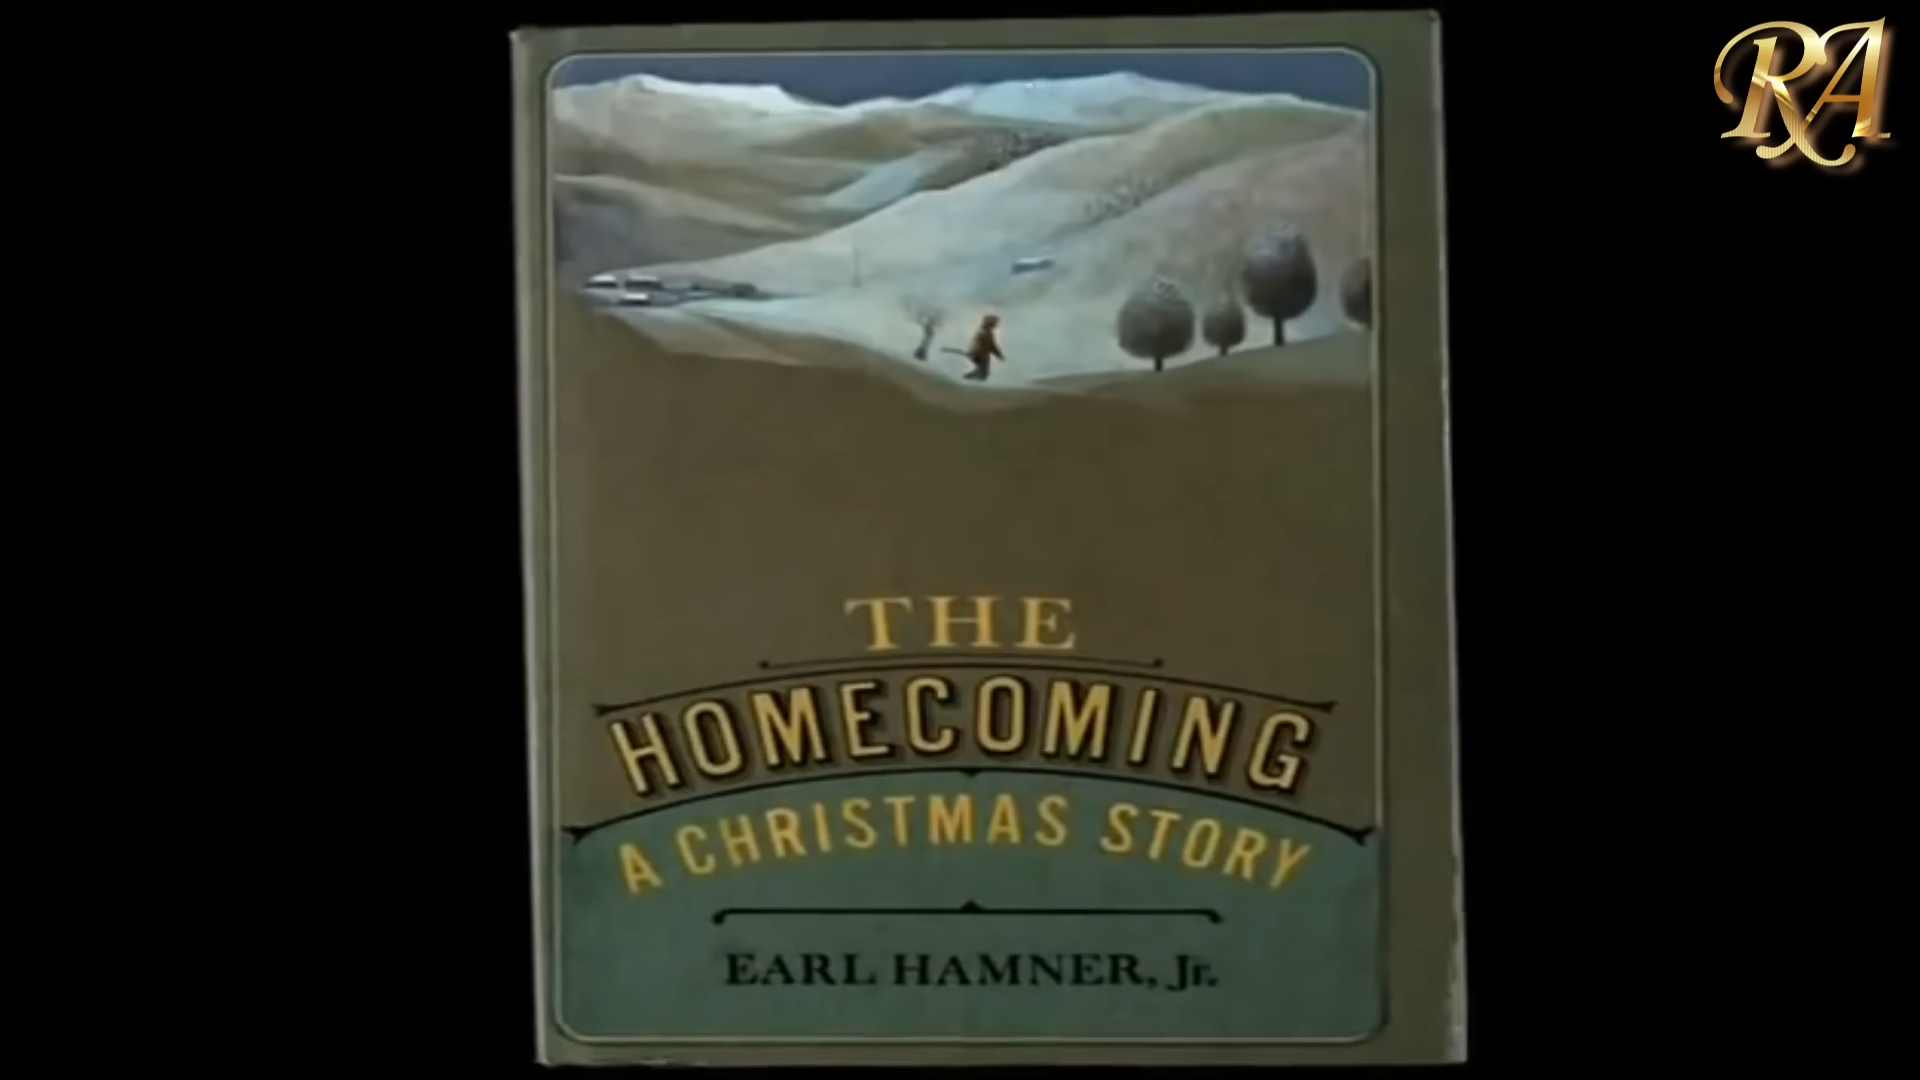 RA
THE
HOMECOMING
A CHRISTMAS STORY
EARL HAMNER, Jr.